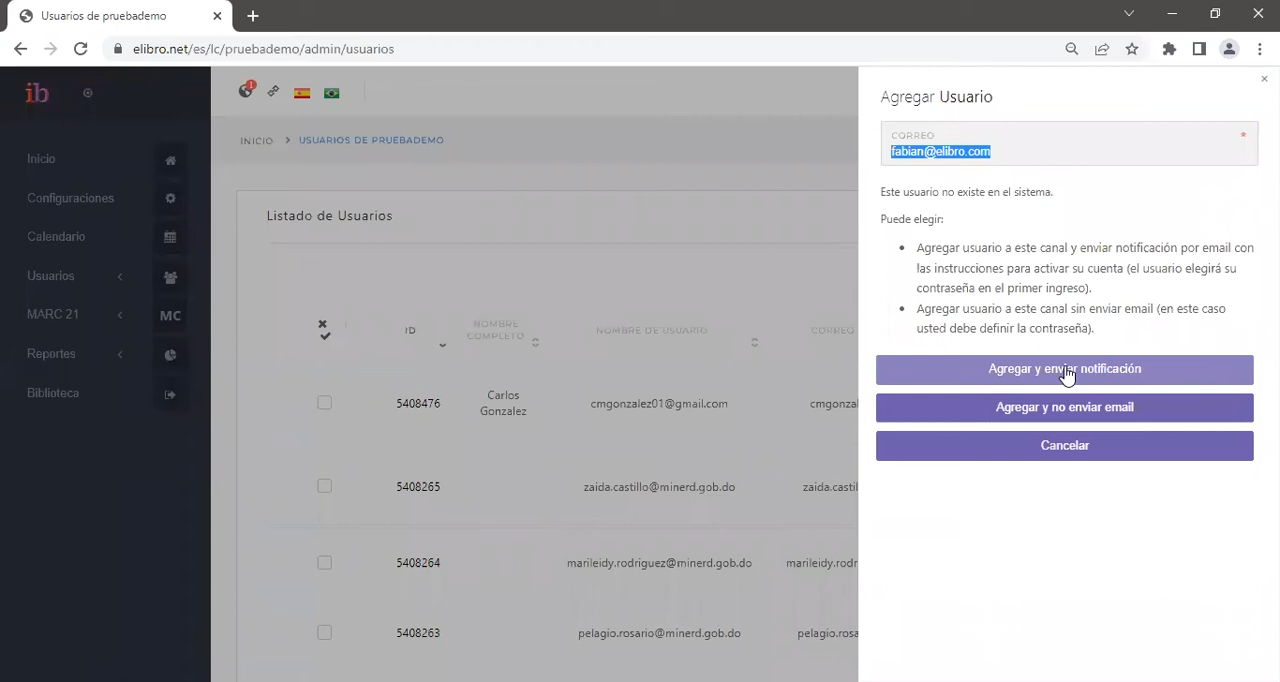 Usuarios de pruebademo
elibro.net/es/lc/pruebademo/admin/usuarios
ib
Inicio
Configuraciones
Calendario
Usuarios
MARC 21
MC
Reportes
Biblioteca
1
INICIO > USUARIOS DE PRUEBADEMO
Listado de Usuarios
ID
NOMBRE
COMPLETO
NOMBRE DE USUARIO
CORREO
5408476
Carlos
Gonzalez
cmgonzalez01@gmail.com
cmgonzal
5408265
zaida.castillo@minerd.gob.do
zaida.castil
5408264
marileidy.rodriguez@minerd.gob.do
marileidy.rodr
5408263
pelagio.rosario@minerd.gob.do
pelagio.rosa
Agregar Usuario
CORREO *
fabian@elibro.com
Este usuario no existe en el sistema.
Puede elegir:
• Agregar usuario a este canal y enviar notificación por email con
las instrucciones para activar su cuenta (el usuario elegirá su
contraseña en el primer ingreso).
• Agregar usuario a este canal sin enviar email (en este caso
usted debe definir la contraseña).
Agregar y enviar notificación
Agregar y no enviar email
Cancelar